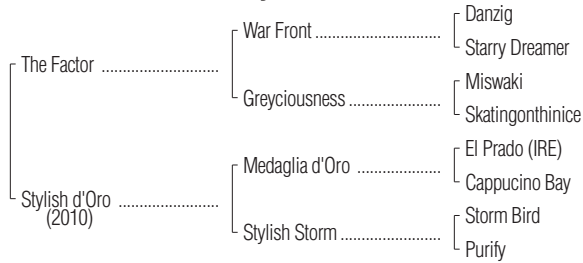 Danzig
War Front ........................................
Starry Dreamer
The Factor ...................................
Miswaki
Greyciousness ............................
Skatingonthinice
El Prado (IRE)
Medaglia d'Oro .........................
Cappucino Bay
Stylish d'Oro ..............................
(2010)
Storm Bird
Stylish Storm ..............................
Purify